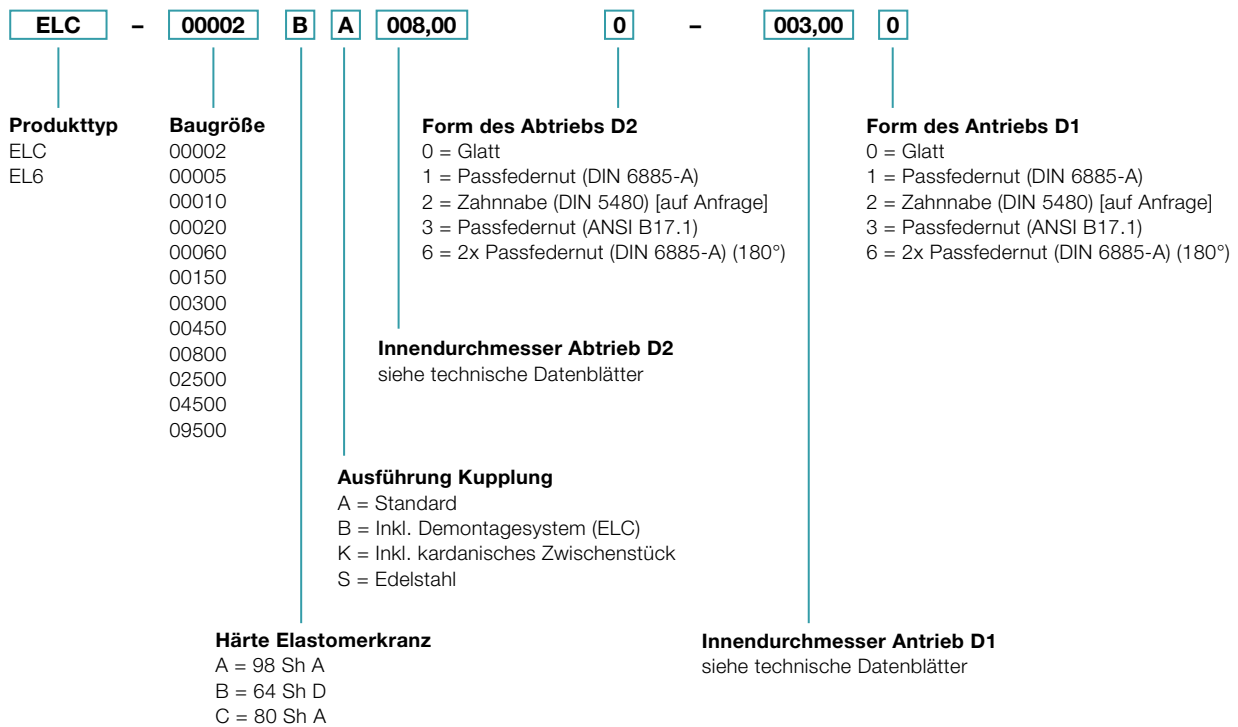 ELC – 00002 B A 008,00 0 – 003,00 0
Produkttyp
ELC
EL6
Baugröße
00002
00005
00010
00020
00060
00150
00300
00450
00800
02500
04500
09500
Form des Abtriebs D2
0 = Glatt
1 = Passfedernut (DIN 6885-A)
2 = Zahnnabe (DIN 5480) [auf Anfrage]
3 = Passfedernut (ANSI B17.1)
6 = 2x Passfedernut (DIN 6885-A) (180°)
Form des Antriebs D1
0 = Glatt
1 = Passfedernut (DIN 6885-A)
2 = Zahnnabe (DIN 5480) [auf Anfrage]
3 = Passfedernut (ANSI B17.1)
6 = 2x Passfedernut (DIN 6885-A) (180°)
Innendurchmesser Abtrieb D2
siehe technische Datenblätter
Ausführung Kupplung
A = Standard
B = Inkl. Demontagesystem (ELC)
K = Inkl. kardanisches Zwischenstück
S = Edelstahl
Härte Elastomerkranz
A = 98 Sh A
B = 64 Sh D
C = 80 Sh A
Innendurchmesser Antrieb D1
siehe technische Datenblätter